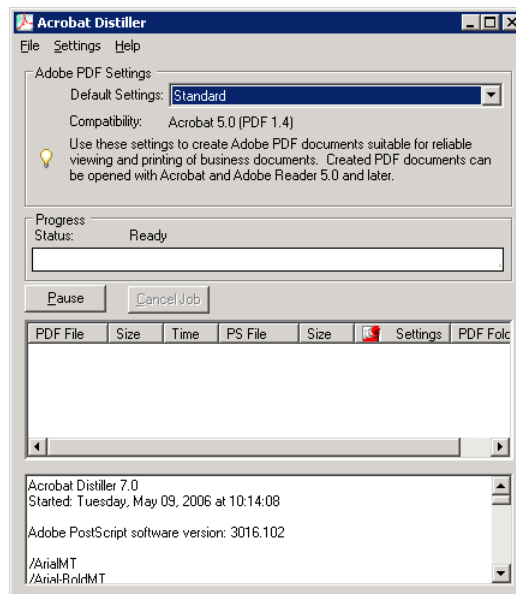 Acrobat Distiller
File Settings Help
Adobe PDF Settings
Default Settings: Standard
Compatibility: Acrobat 5.0 (PDF 1.4)
Use these settings to create Adobe PDF documents suitable for reliable
viewing and printing of business documents. Created PDF documents can
be opened with Acrobat and Adobe Reader 5.0 and later.
Progress
Status: Ready
Pause Cancel Job
PDF File Size Time PS File Size Settings PDF Fold
Acrobat Distiller 7.0
Started: Tuesday, May 09, 2006 at 10:14:08
Adobe PostScript software version: 3016.102
/ArialMT
/Arial-BoldMT